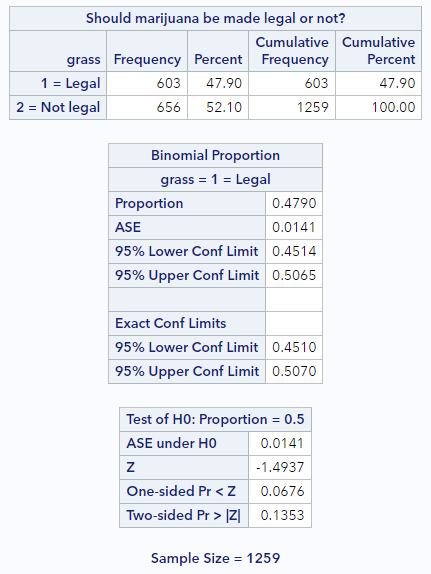 Should marijuana be made legal or not?
grass Frequency Percent Cumulative Frequency Cumulative Percent
1 = Legal 603 47.90 603 47.90
2 = Not legal 656 52.10 1259 100.00
Binomial Proportion
grass = 1 = Legal
Proportion 0.4790
ASE 0.0141
95% Lower Conf Limit 0.4514
95% Upper Conf Limit 0.5065
Exact Conf Limits
95% Lower Conf Limit 0.4510
95% Upper Conf Limit 0.5070
Test of H0: Proportion = 0.5
ASE under H0 0.0141
Z -1.4937
One-sided Pr < Z 0.0676
Two-sided Pr > |Z| 0.1353
Sample Size = 1259